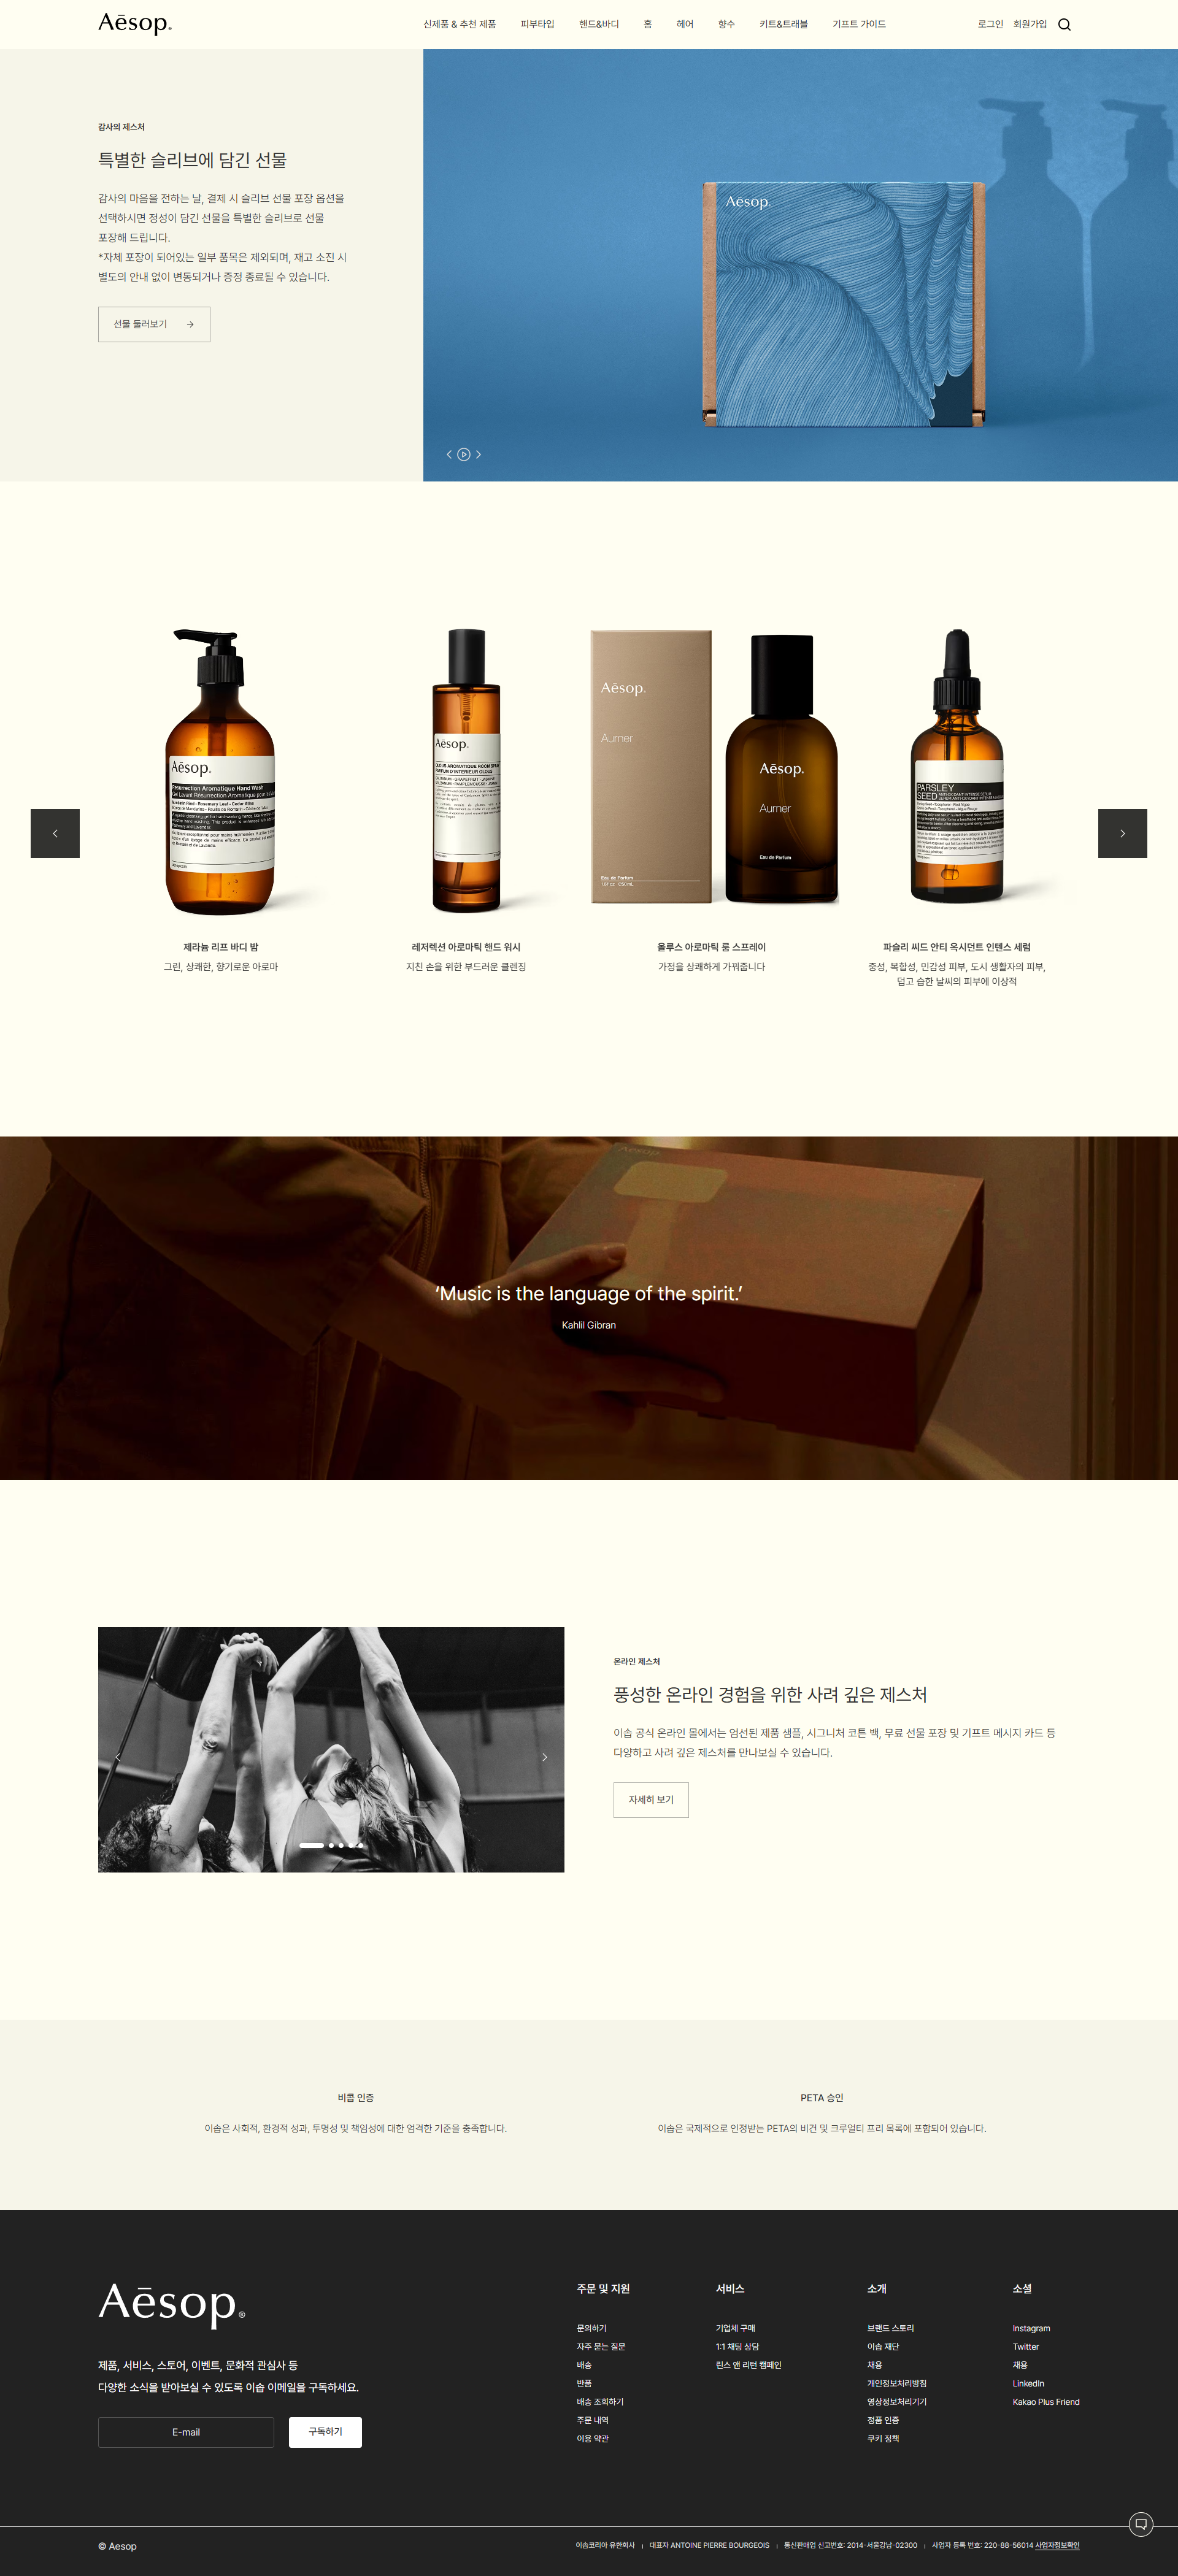 Aēsop.
신제품 & 추천 제품
피부타입
핸드&바디
홈
헤어
향수
키트&트래블
기프트 가이드
로그인
회원가입
감사의 제스처
특별한 슬리브에 담긴 선물
감사의 마음을 전하는 날, 결제 시 슬리브 선물 포장 옵션을
선택하시면 정성이 담긴 선물을 특별한 슬리브로 선물
포장해 드립니다.
*자체 포장이 되어있는 일부 품목은 제외되며, 재고 소진 시
별도의 안내 없이 변동되거나 증정 종료될 수 있습니다.
선물 둘러보기
Aēsop.
Aēsop.
Resurrection Aromatique Hand Wash
Aēsop.
Aēsop.
Aurner
Eau de Parfum
Aēsop.
Aurner
Eau de Parfum
PARSLEY
SEED
제라늄 리프 바디 밤
그린, 상쾌한, 향기로운 아로마
레저렉션 아로마틱 핸드 워시
지친 손을 위한 부드러운 클렌징
올루스 아로마틱 룸 스프레이
가정을 상쾌하게 가꿔줍니다
파슬리 씨드 안티 옥시던트 인텐스 세럼
중성, 복합성, 민감성 피부, 도시 생활자의 피부,
덥고 습한 날씨의 피부에 이상적
‘Music is the language of the spirit.’
Kahlil Gibran
온라인 제스처
풍성한 온라인 경험을 위한 사려 깊은 제스처
이솝 공식 온라인 몰에서는 엄선된 제품 샘플, 시그니처 코튼 백, 무료 선물 포장 및 기프트 메시지 카드 등
다양하고 사려 깊은 제스처를 만나보실 수 있습니다.
자세히 보기
비콥 인증
이솝은 사회적, 환경적 성과, 투명성 및 책임성에 대한 엄격한 기준을 충족합니다.
PETA 승인
이솝은 국제적으로 인정받는 PETA의 비건 및 크루얼티 프리 목록에 포함되어 있습니다.
Aēsop.®
제품, 서비스, 스토어, 이벤트, 문화적 관심사 등
다양한 소식을 받아보실 수 있도록 이솝 이메일을 구독하세요.
E-mail
구독하기
주문 및 지원
문의하기
자주 묻는 질문
배송
반품
배송 조회하기
주문 내역
이용 약관
서비스
기업체 구매
1:1 채팅 상담
린스 앤 리턴 캠페인
소개
브랜드 스토리
이솝 재단
채용
개인정보처리방침
영상정보처리기기
정품 인증
쿠키 정책
소셜
Instagram
Twitter
채용
LinkedIn
Kakao Plus Friend
© Aesop
이솝코리아 유한회사 | 대표자 ANTOINE PIERRE BOURGEOIS | 통신판매업 신고번호: 2014-서울강남-02300 | 사업자 등록 번호: 220-88-56014 사업자정보확인